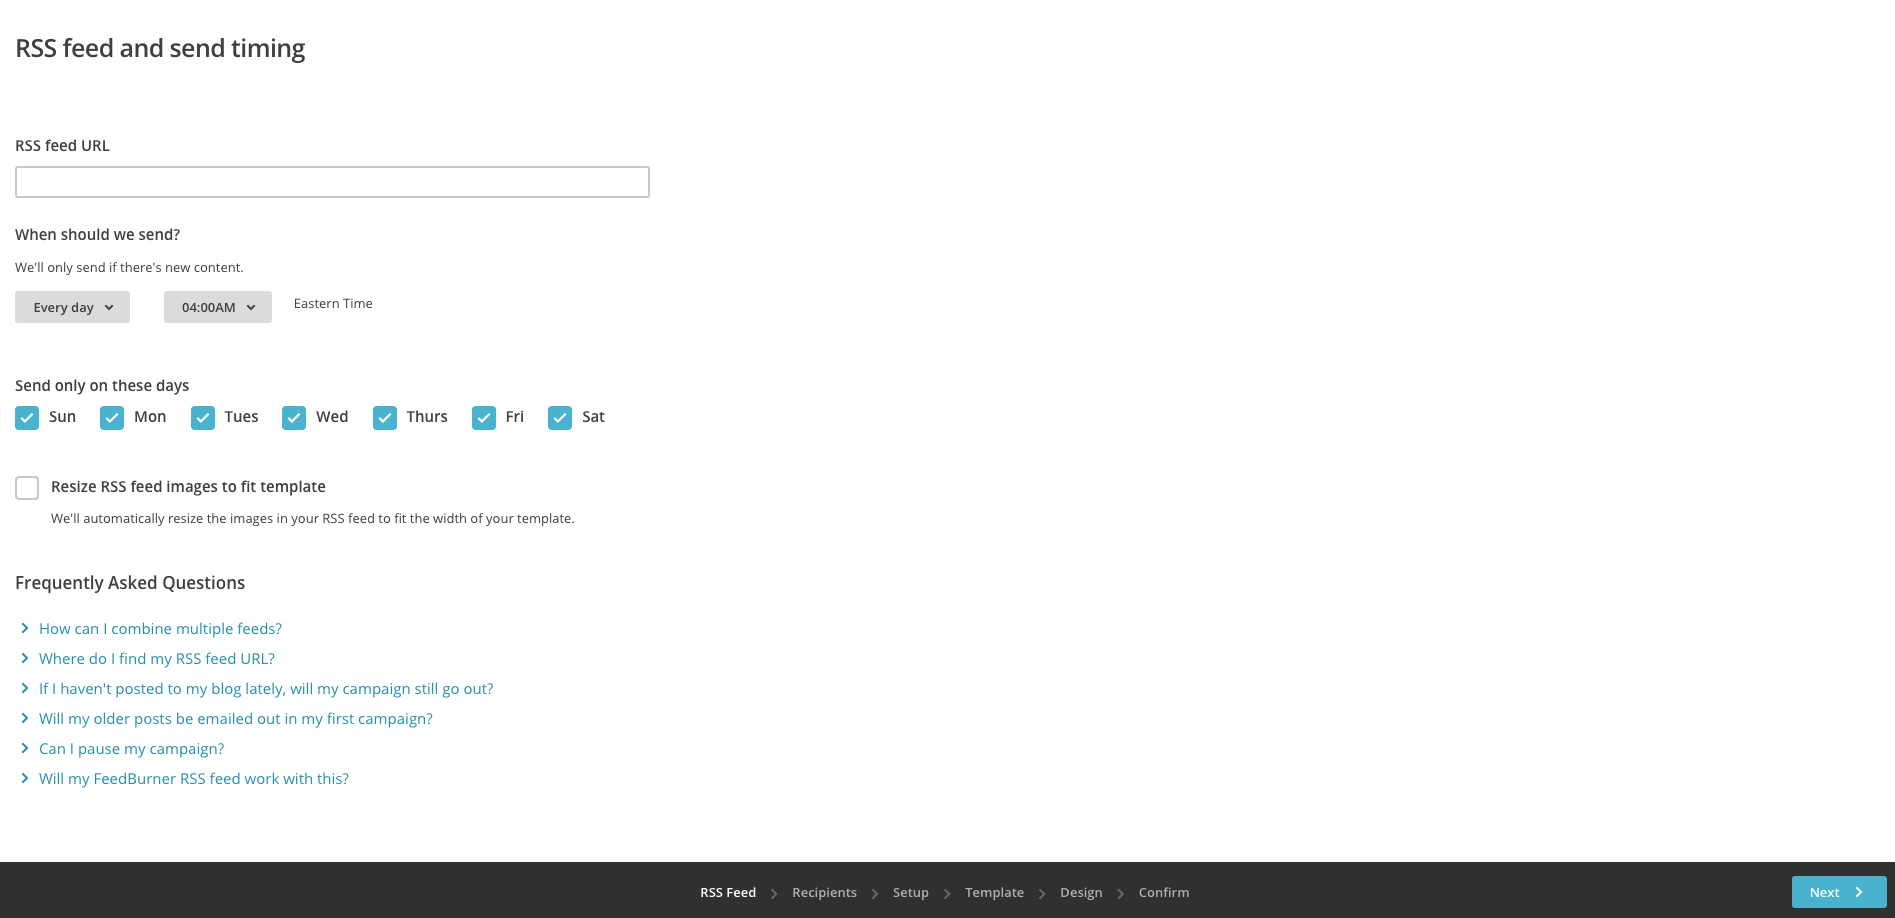 RSS feed and send timing
RSS feed URL
When should we send?
We'll only send if there's new content.
Every day 04:00AM Eastern Time
Send only on these days
Sun Mon Tues Wed Thurs Fri Sat
Resize RSS feed images to fit template
We'll automatically resize the images in your RSS feed to fit the width of your template.
Frequently Asked Questions
How can I combine multiple feeds?
Where do I find my RSS feed URL?
If I haven't posted to my blog lately, will my campaign still go out?
Will my older posts be emailed out in my first campaign?
Can I pause my campaign?
Will my FeedBurner RSS feed work with this?
RSS Feed Recipients Setup Template Design Confirm Next